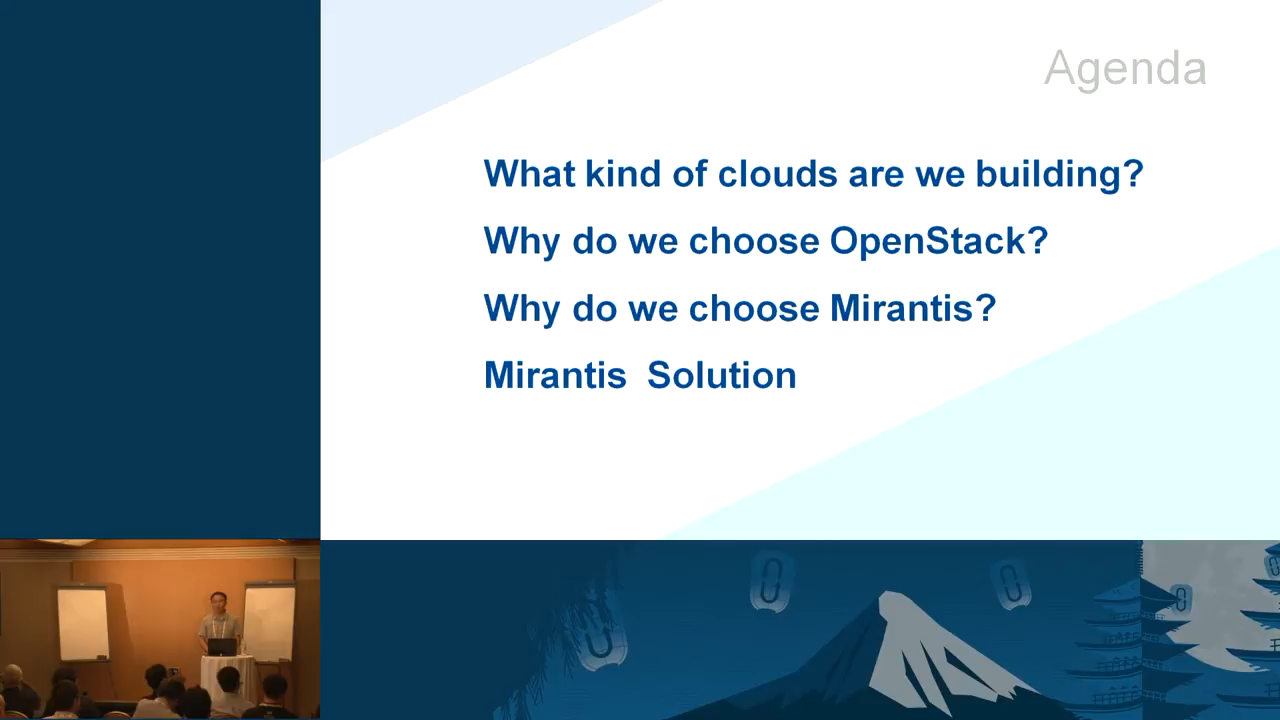 Agenda
What kind of clouds are we building?
Why do we choose OpenStack?
Why do we choose Mirantis?
Mirantis Solution